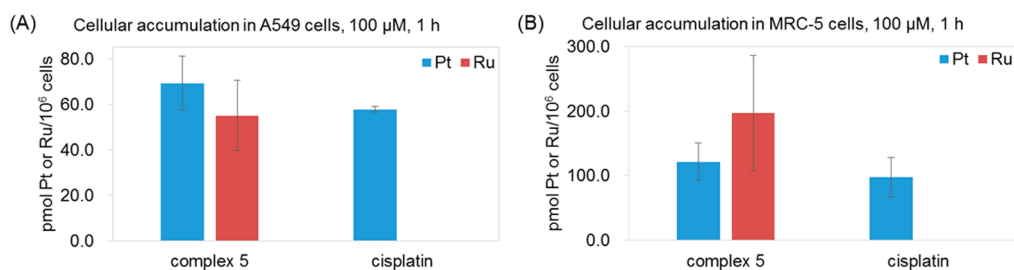 (A) Cellular accumulation in A549 cells, 100 µM, 1 h
pmol Pt or Ru/10⁶ cells
80.0
60.0
40.0
20.0
0.0
Pt Ru
complex 5 cisplatin
(B) Cellular accumulation in MRC-5 cells, 100 µM, 1 h
pmol Pt or Ru/10⁶ cells
300.0
200.0
100.0
0.0
Pt Ru
complex 5 cisplatin